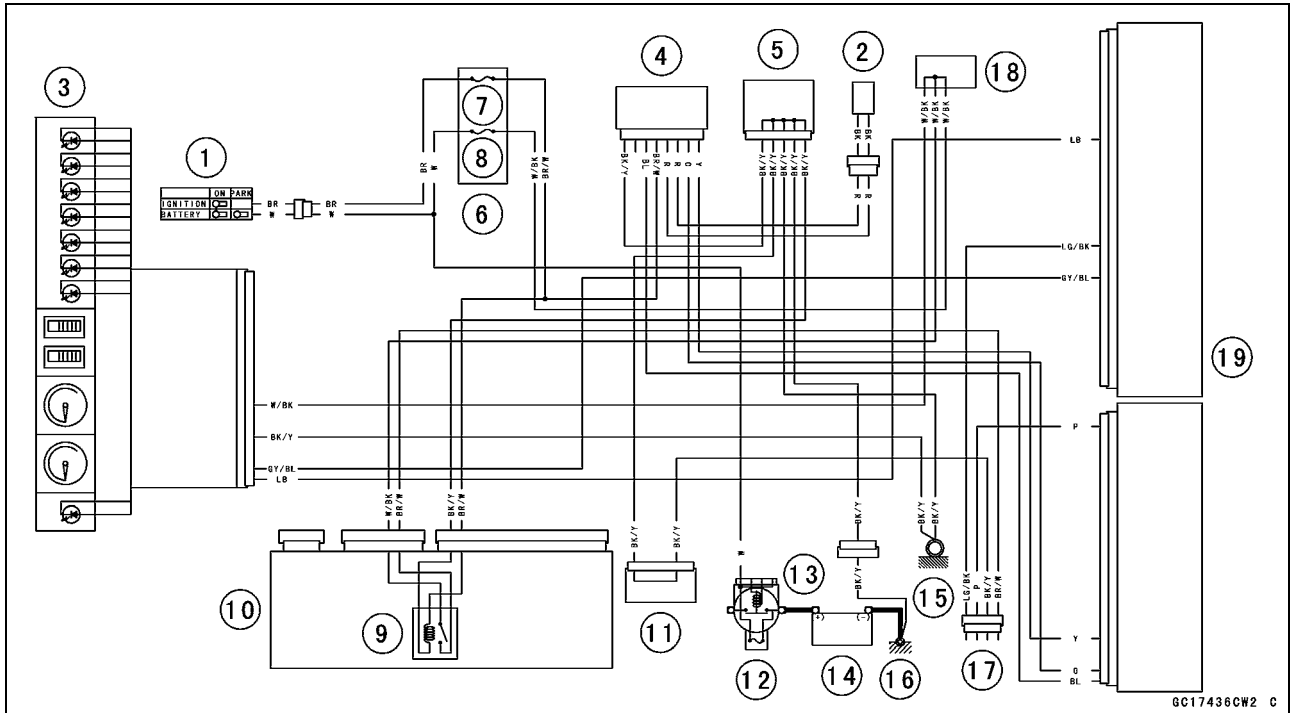 3
1
ON PARK
IGNITION
BATTERY
BR
BR
W
W
BR
W
7
8
6
W/BK
BR/W
4
5
2
18
BK/Y
BL
BR/W
R
R
O
Y
BK/Y
BK/Y
BK/Y
BK/Y
BK/Y
BK
BK
R
R
W/BK
W/BK
W/BK
LB
LG/BK
GY/BL
19
P
Y
O
BL
W/BK
BK/Y
GY/BL
LB
W/BK
BR/W
BK/Y
BR/W
10
9
BK/Y
BK/Y
11
W
13
12
(+)
(-)
14
BK/Y
BK/Y
16
BK/Y
BK/Y
15
LG/BK
P
BK/Y
BR/W
17
GC17436CW2 C